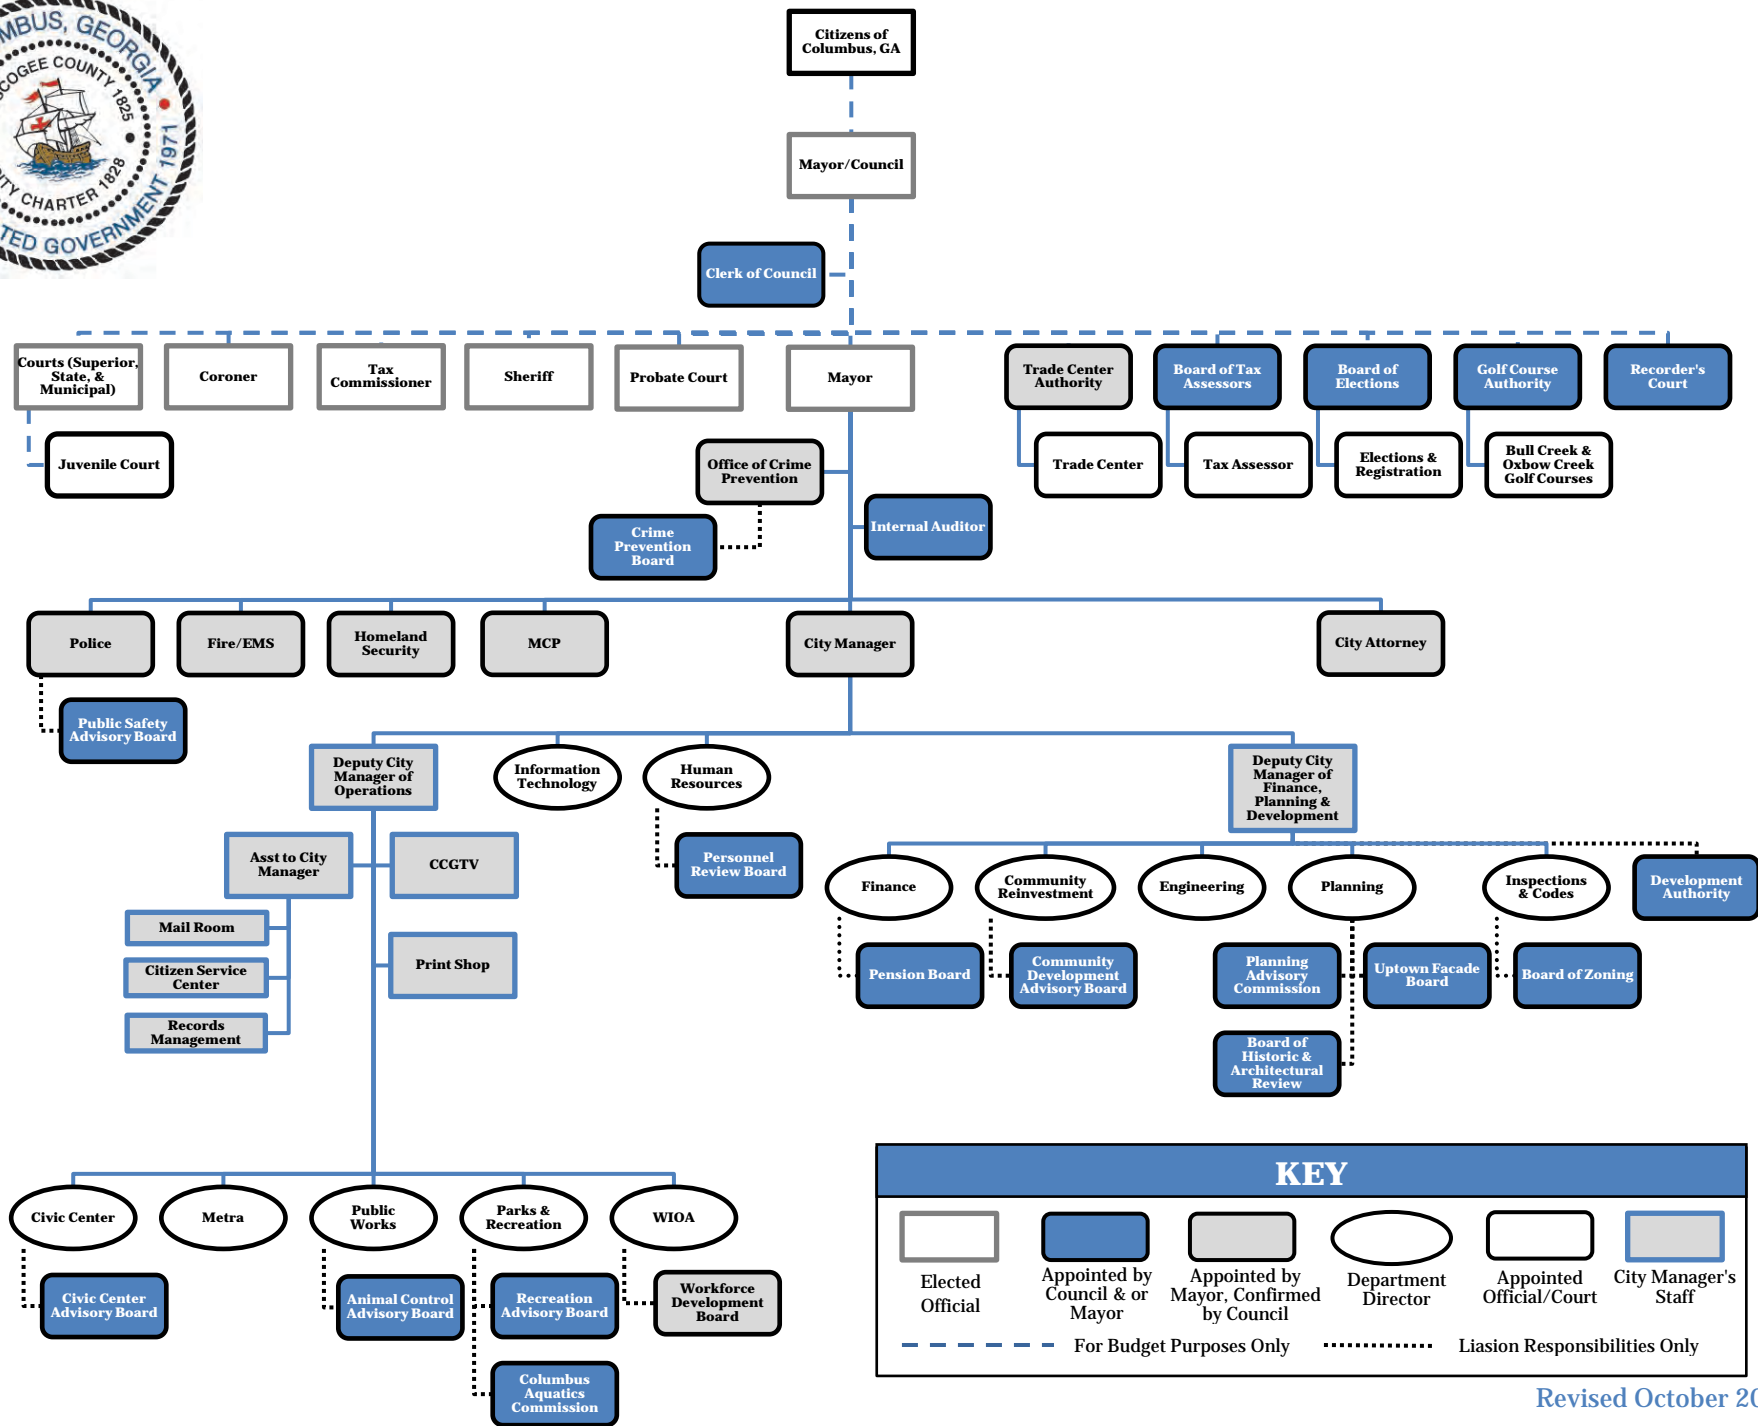 MBUS, GEORGIA
COGEE COUNTY 1825
TY CHARTER 1828
TED GOVERNMENT 1971
Citizens of
Columbus, GA
Mayor/Council
Clerk of Council
Courts (Superior,
State, &
Municipal)
Coroner
Tax
Commissioner
Sheriff
Probate Court
Mayor
Trade Center
Authority
Board of Tax
Assessors
Board of
Elections
Golf Course
Authority
Recorder's
Court
Juvenile Court
Office of Crime
Prevention
Trade Center
Tax Assessor
Elections &
Registration
Bull Creek &
Oxbow Creek
Golf Courses
Crime
Prevention
Board
Internal Auditor
Police
Fire/EMS
Homeland
Security
MCP
City Manager
City Attorney
Public Safety
Advisory Board
Deputy City
Manager of
Operations
Information
Technology
Human
Resources
Deputy City
Manager of
Finance,
Planning &
Development
Asst to City
Manager
CCGTV
Personnel
Review Board
Finance
Community
Reinvestment
Engineering
Planning
Inspections
& Codes
Development
Authority
Mail Room
Citizen Service
Center
Records
Management
Print Shop
Pension Board
Community
Development
Advisory Board
Planning
Advisory
Commission
Uptown Facade
Board
Board of Zoning
Board of
Historic &
Architectural
Review
Civic Center
Metra
Public
Works
Parks &
Recreation
WIOA
Civic Center
Advisory Board
Animal Control
Advisory Board
Recreation
Advisory Board
Workforce
Development
Board
Columbus
Aquatics
Commission
KEY
Elected
Official
Appointed by
Council & or
Mayor
Appointed by
Mayor, Confirmed
by Council
Department
Director
Appointed
Official/Court
City Manager's
Staff
For Budget Purposes Only
Liasion Responsibilities Only
Revised October 20